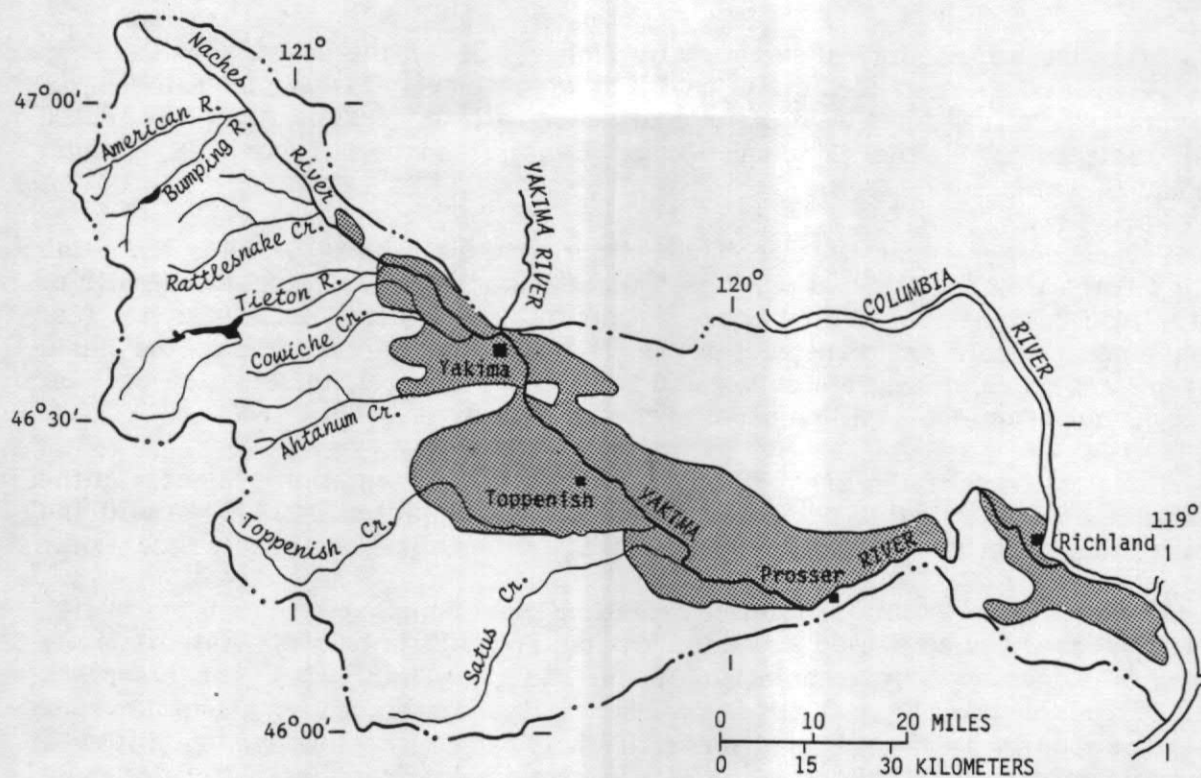 121°
47°00'
Naches
River
American R.
Bumping R.
Rattlesnake Cr.
Tieton R.
Cowiche Cr.
46°30'
Ahtanum Cr.
YAKIMA RIVER
120°
COLUMBIA
RIVER
Yakima
Toppenish
YAKIMA
RIVER
Prosser
119°
Richland
Toppenish Cr.
Satus Cr.
46°00'
0 10 20 MILES
0 15 30 KILOMETERS